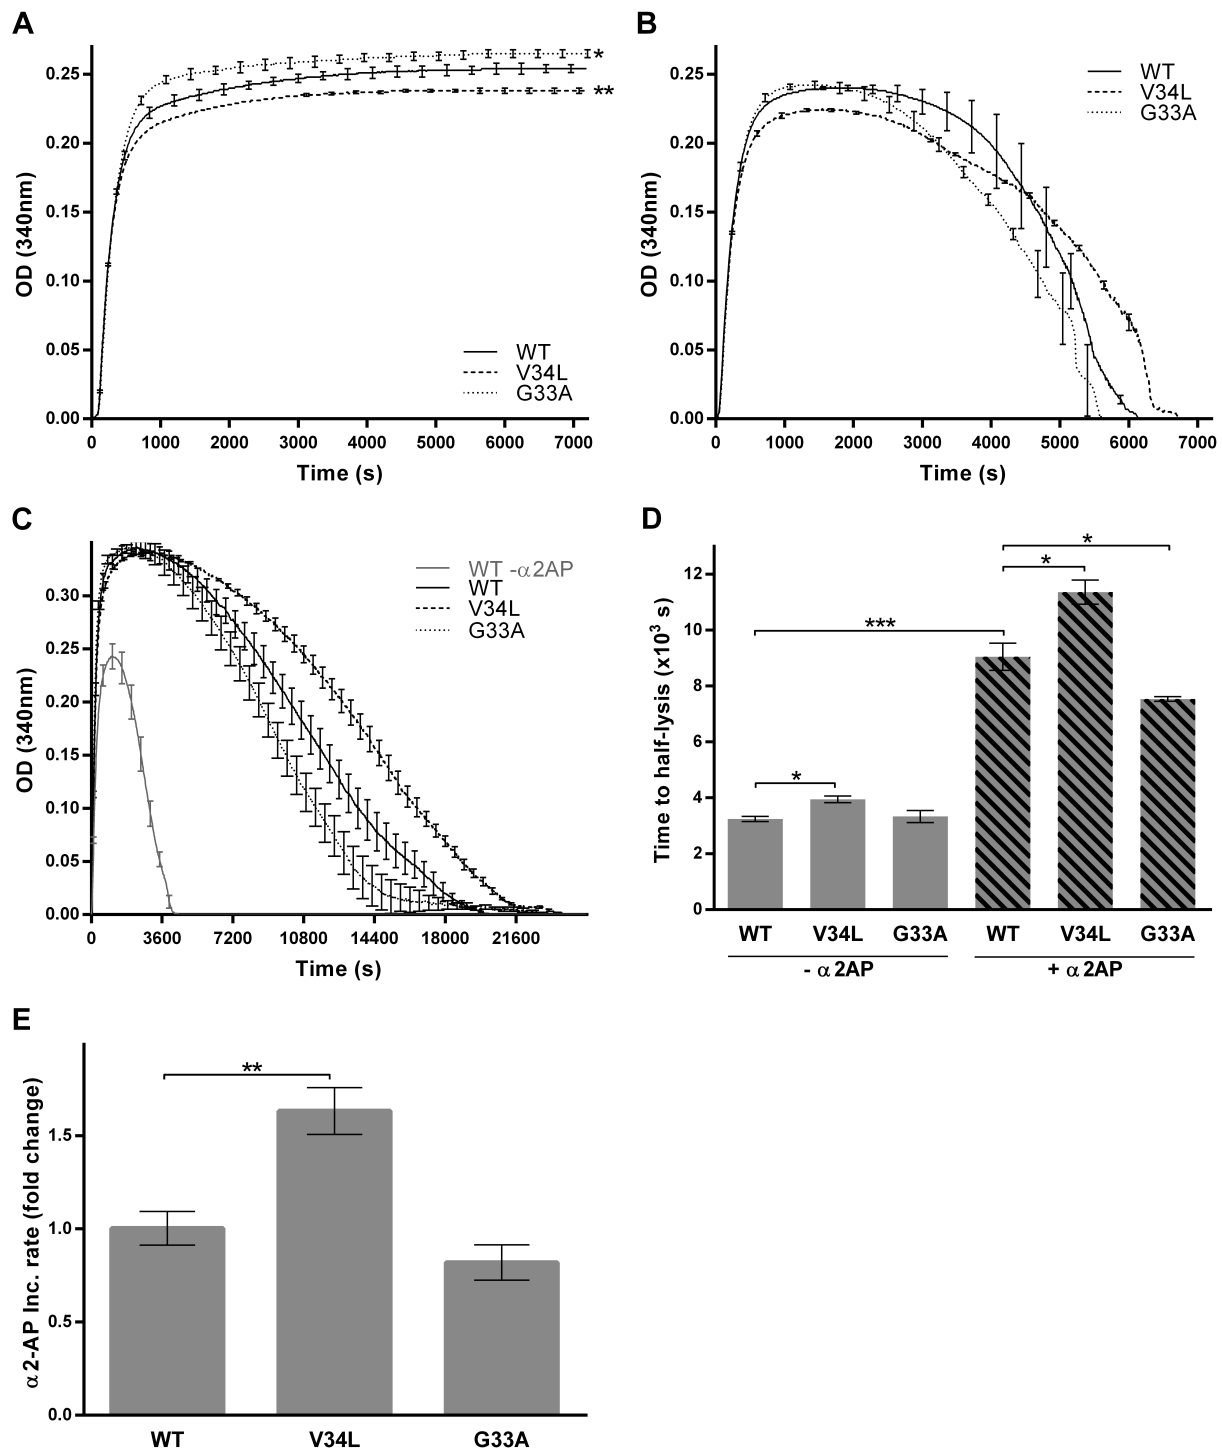 A
OD (340nm)
0.25
0.20
0.15
0.10
0.05
0.00
*
**
WT
V34L
G33A
0 1000 2000 3000 4000 5000 6000 7000
Time (s)
B
OD (340nm)
0.25
0.20
0.15
0.10
0.05
0.00
WT
V34L
G33A
0 1000 2000 3000 4000 5000 6000 7000
Time (s)
C
OD (340nm)
0.30
0.25
0.20
0.15
0.10
0.05
0.00
WT -α2AP
WT
V34L
G33A
0 3600 7200 10800 14400 18000 21600
Time (s)
D
Time to half-lysis (x10³ s)
12
10
8
6
4
2
0
*
*
***
*
WT V34L G33A WT V34L G33A
- α2AP + α2AP
E
α2-AP Inc. rate (fold change)
1.5
1.0
0.5
0.0
**
WT V34L G33A